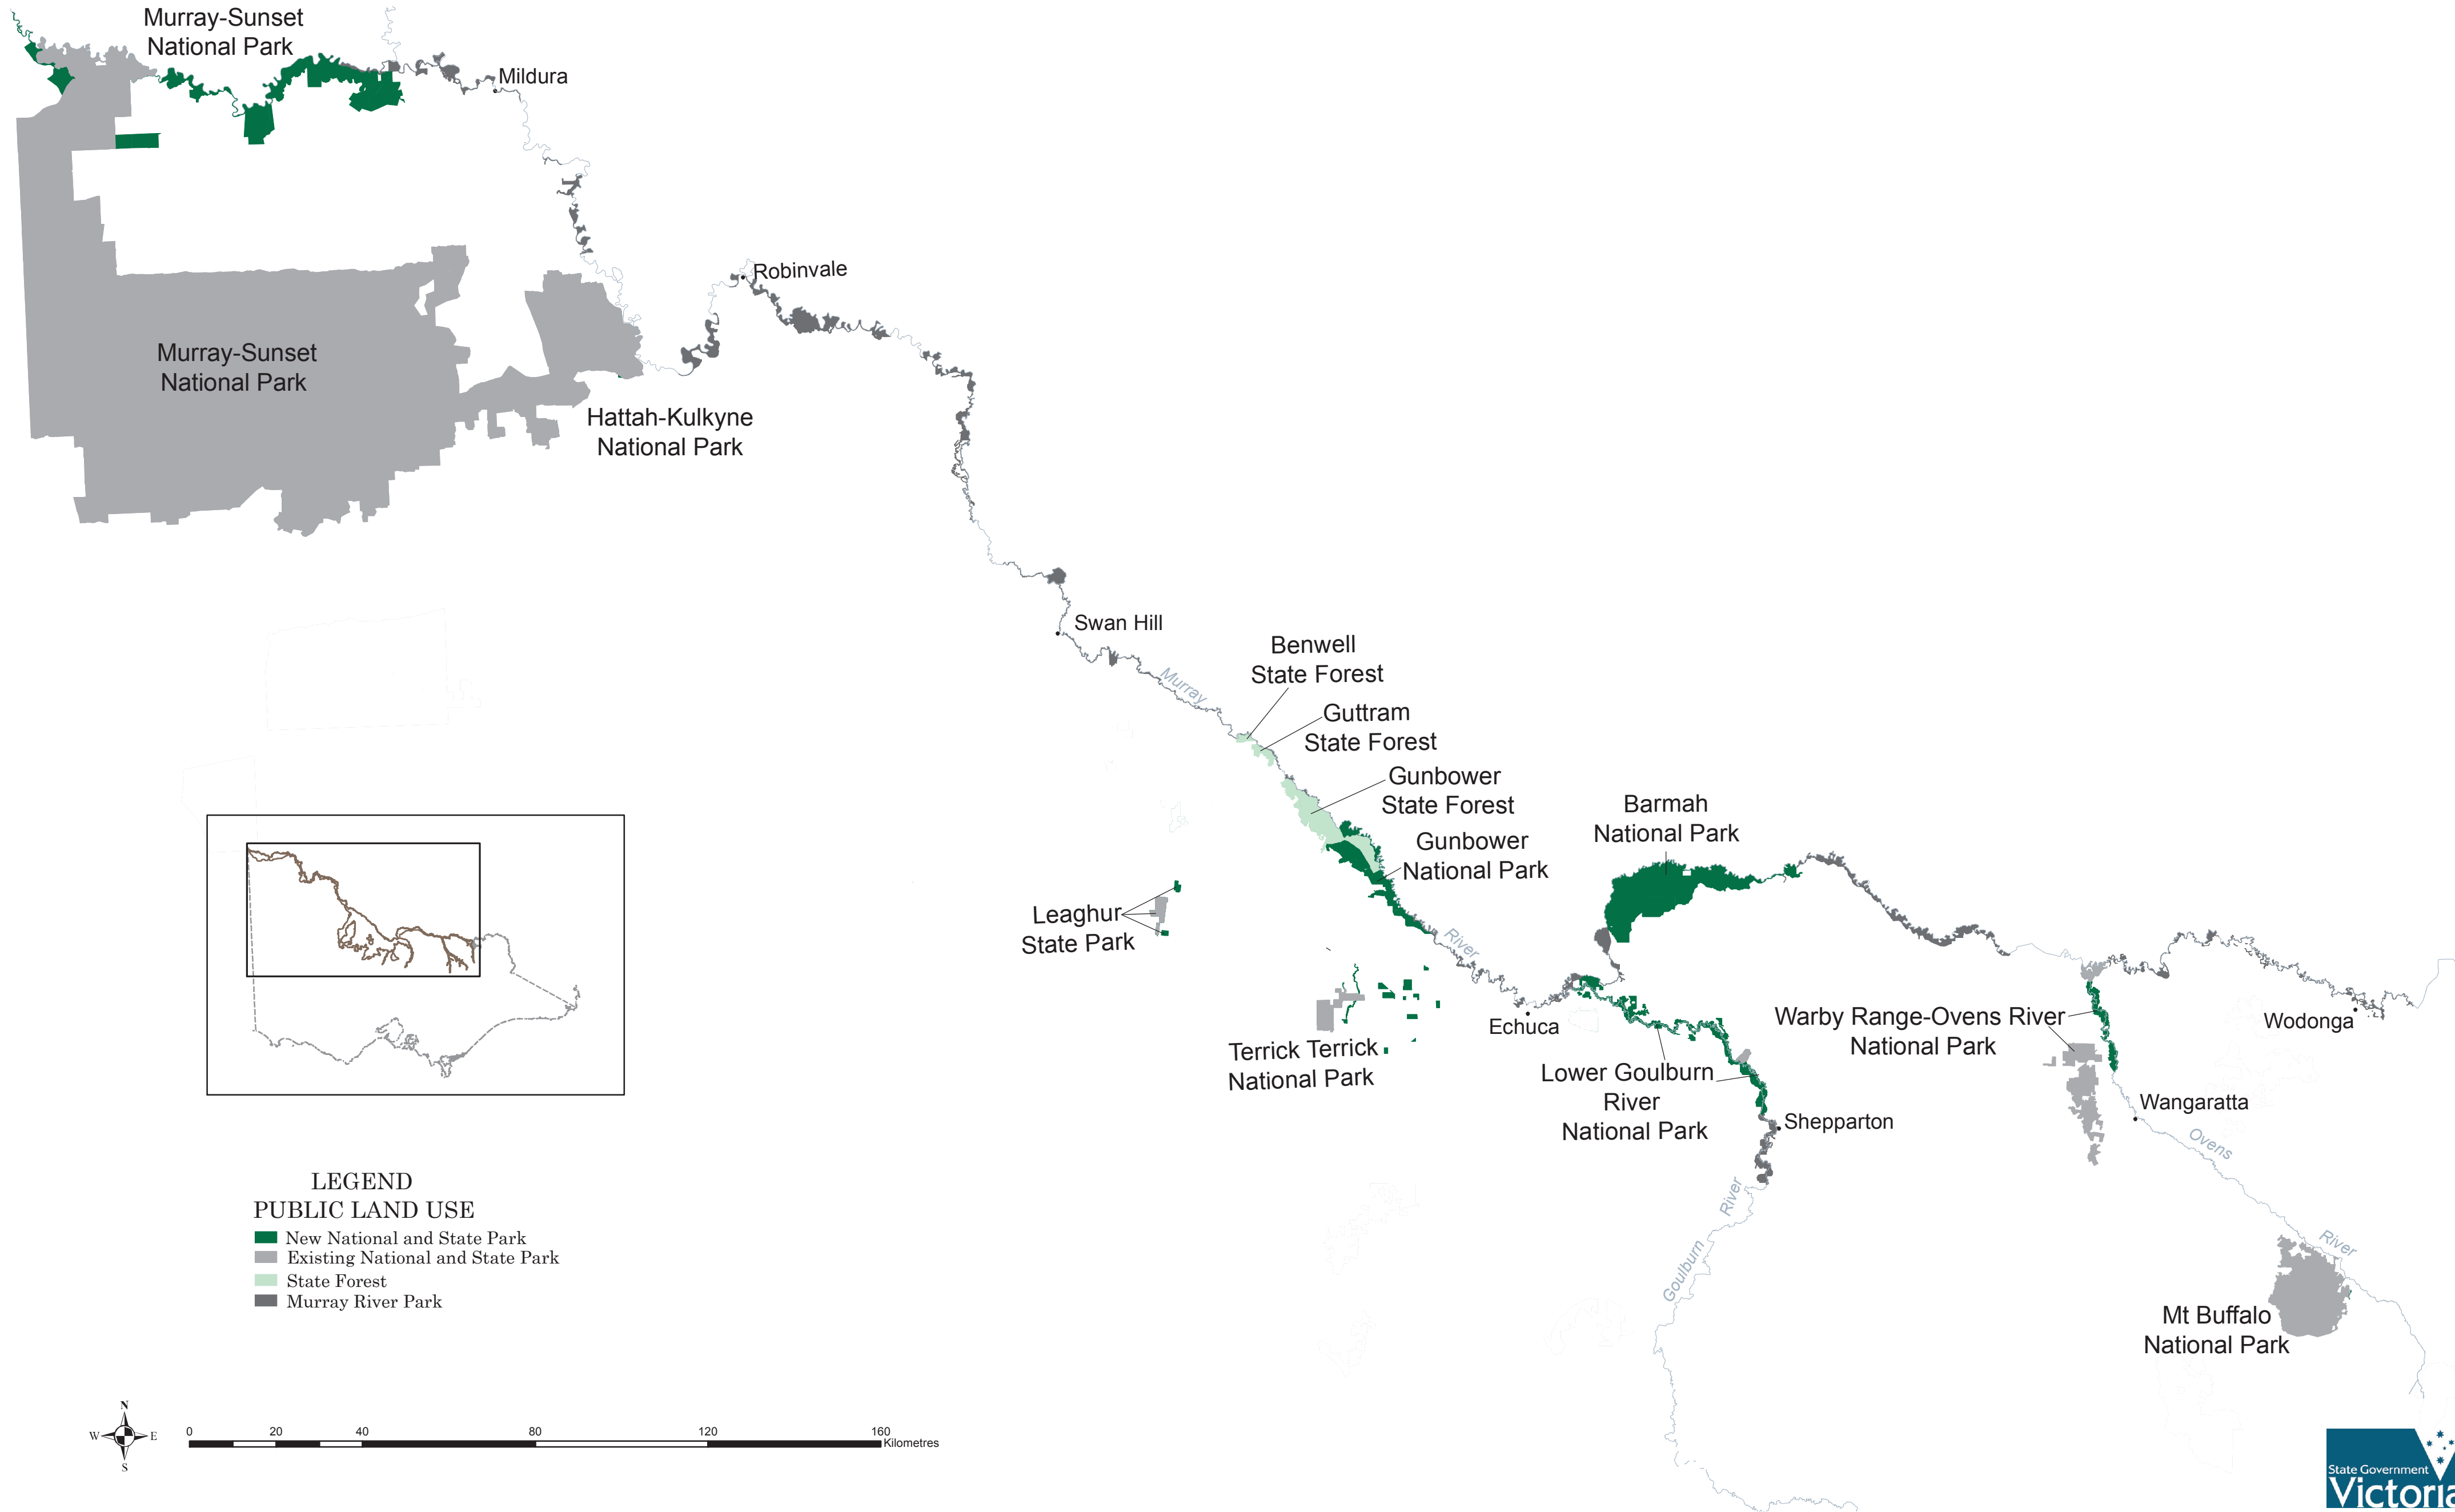 Murray-Sunset
National Park
Mildura
Robinvale
Murray-Sunset
National Park
Hattah-Kulkyne
National Park
Swan Hill
Benwell
State Forest
Murray
Guttram
State Forest
Gunbower
State Forest
Barmah
National Park
Gunbower
National Park
Leaghur
State Park
River
Echuca
Warby Range-Ovens River
National Park
Wodonga
Terrick Terrick
National Park
Lower Goulburn
River
National Park
Wangaratta
Shepparton
Ovens
River
River
Goulburn
Mt Buffalo
National Park
LEGEND
PUBLIC LAND USE
New National and State Park
Existing National and State Park
State Forest
Murray River Park
N
W E
S
0 20 40 80 120 160
Kilometres
State Government
Victoria